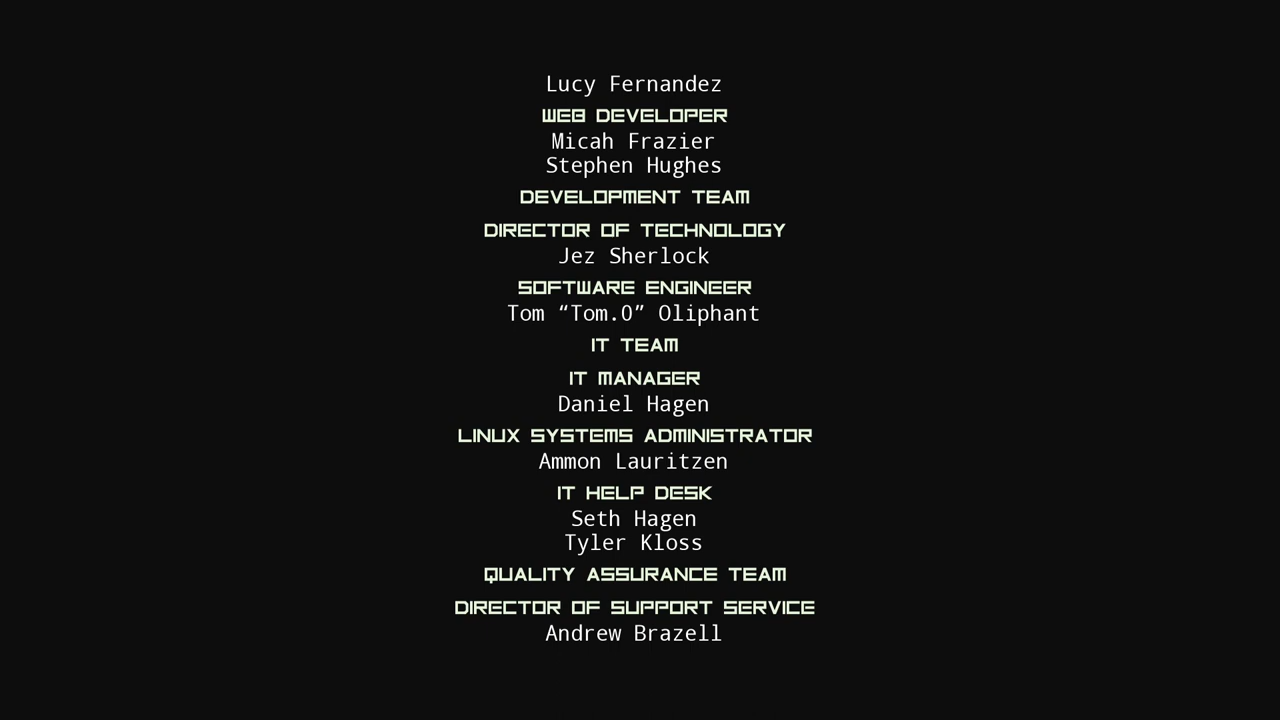 Lucy Fernandez
WEB DEVELOPER
Micah Frazier
Stephen Hughes
DEVELOPMENT TEAM
DIRECTOR OF TECHNOLOGY
Jez Sherlock
SOFTWARE ENGINEER
Tom “Tom.O” Oliphant
IT TEAM
IT MANAGER
Daniel Hagen
LINUX SYSTEMS ADMINISTRATOR
Ammon Lauritzen
IT HELP DESK
Seth Hagen
Tyler Kloss
QUALITY ASSURANCE TEAM
DIRECTOR OF SUPPORT SERVICE
Andrew Brazell